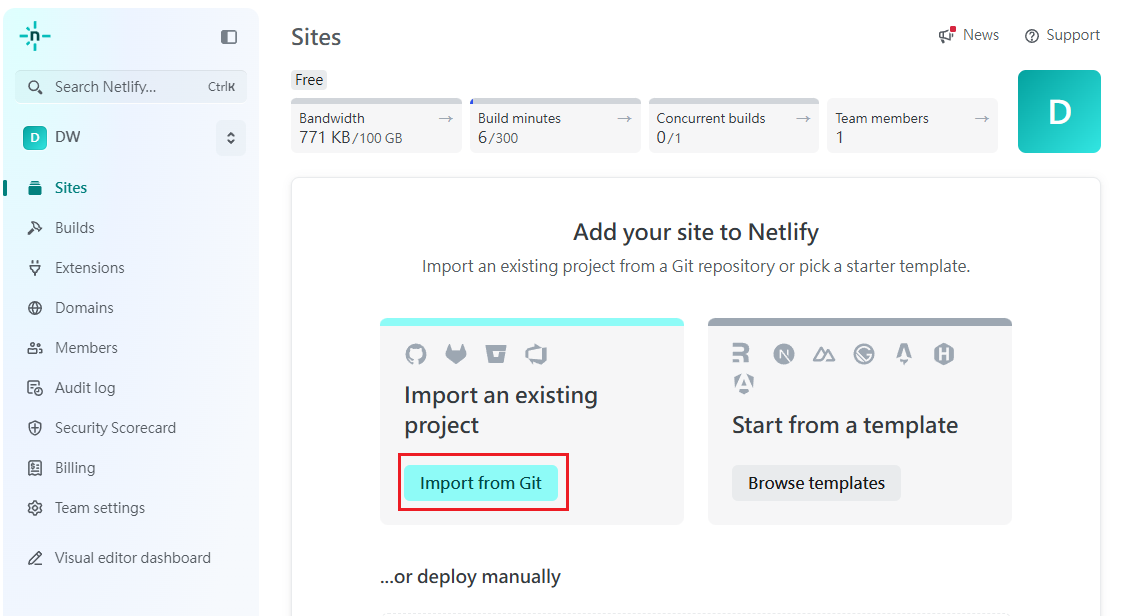 n
Search Netlify...
CtrlK
D
DW
Sites
Builds
Extensions
Domains
Members
Audit log
Security Scorecard
Billing
Team settings
Visual editor dashboard
Sites
News
Support
Free
Bandwidth
771 KB/100 GB
Build minutes
6/300
Concurrent builds
0/1
Team members
1
D
Add your site to Netlify
Import an existing project from a Git repository or pick a starter template.
Import an existing
project
Import from Git
Start from a template
Browse templates
...or deploy manually